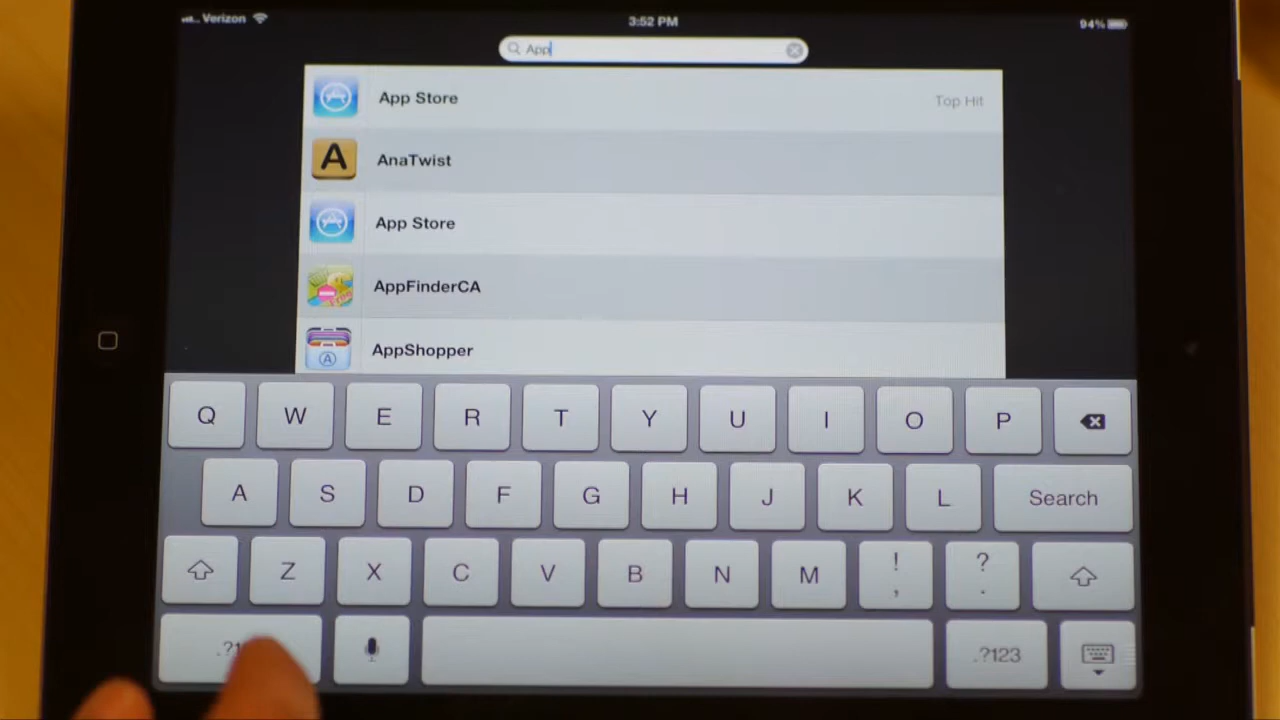 Verizon 3:52 PM 94%
App
App Store Top Hit
A AnaTwist
App Store
AppFinderCA
AppShopper
Q W E R T Y U I O P
A S D F G H J K L Search
Z X C V B N M ! , ? .
.?123